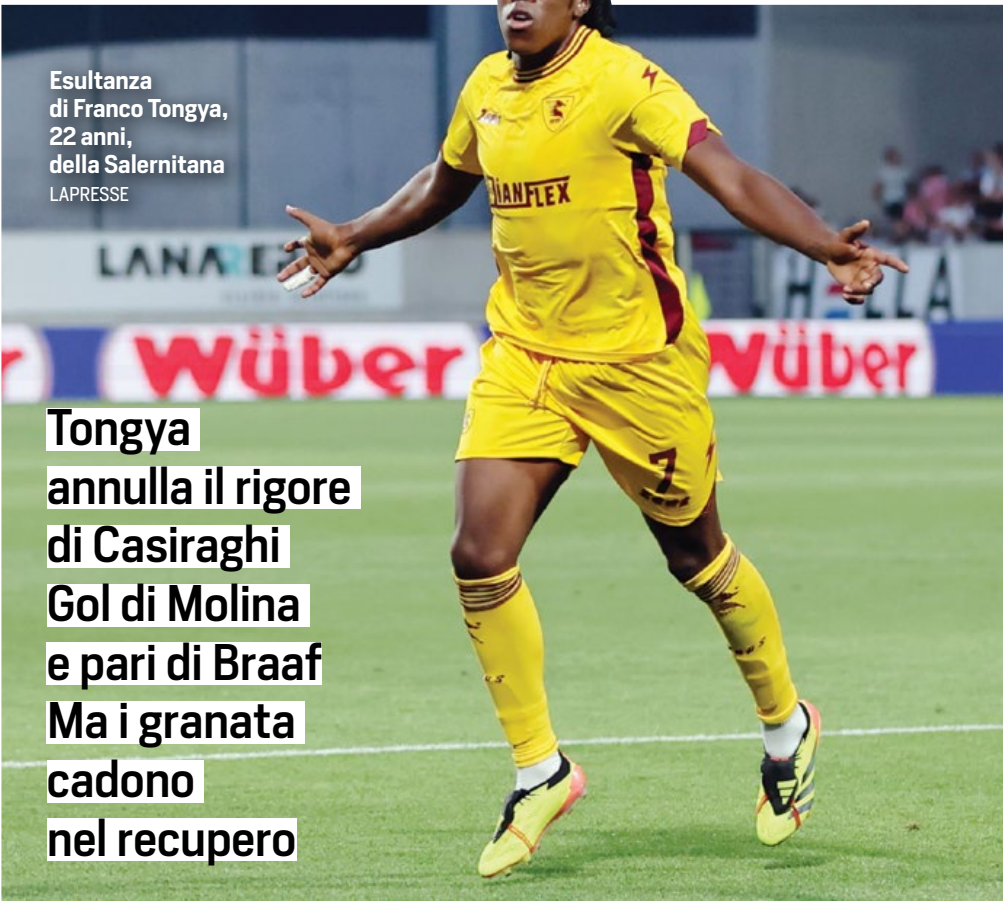 Esultanza
di Franco Tongya,
22 anni,
della Salernitana
LAPRESSE
Wüber
Wüber
7
Tongya
annulla il rigore
di Casiraghi
Gol di Molina
e pari di Braaf
Ma i granata
cadono
nel recupero